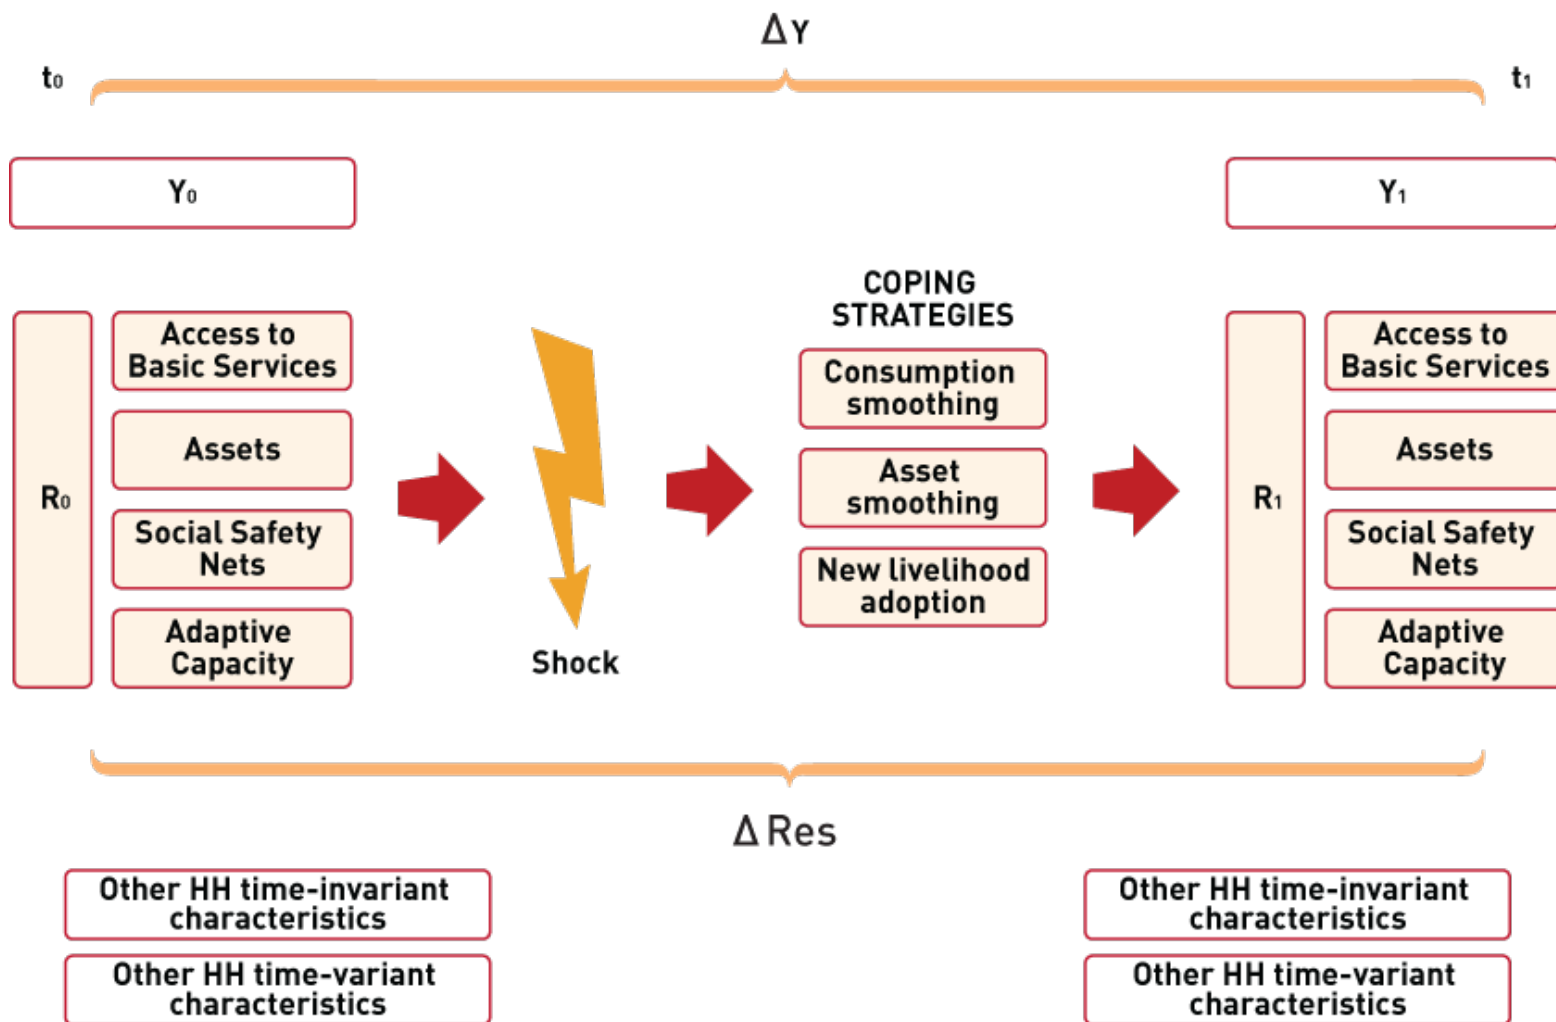 ΔY
t₀
t₁
Y₀
Y₁
R₀
Access to
Basic Services
Assets
Social Safety
Nets
Adaptive
Capacity
Shock
COPING
STRATEGIES
Consumption
smoothing
Asset
smoothing
New livelihood
adoption
R₁
Access to
Basic Services
Assets
Social Safety
Nets
Adaptive
Capacity
Δ Res
Other HH time-invariant
characteristics
Other HH time-variant
characteristics
Other HH time-invariant
characteristics
Other HH time-variant
characteristics